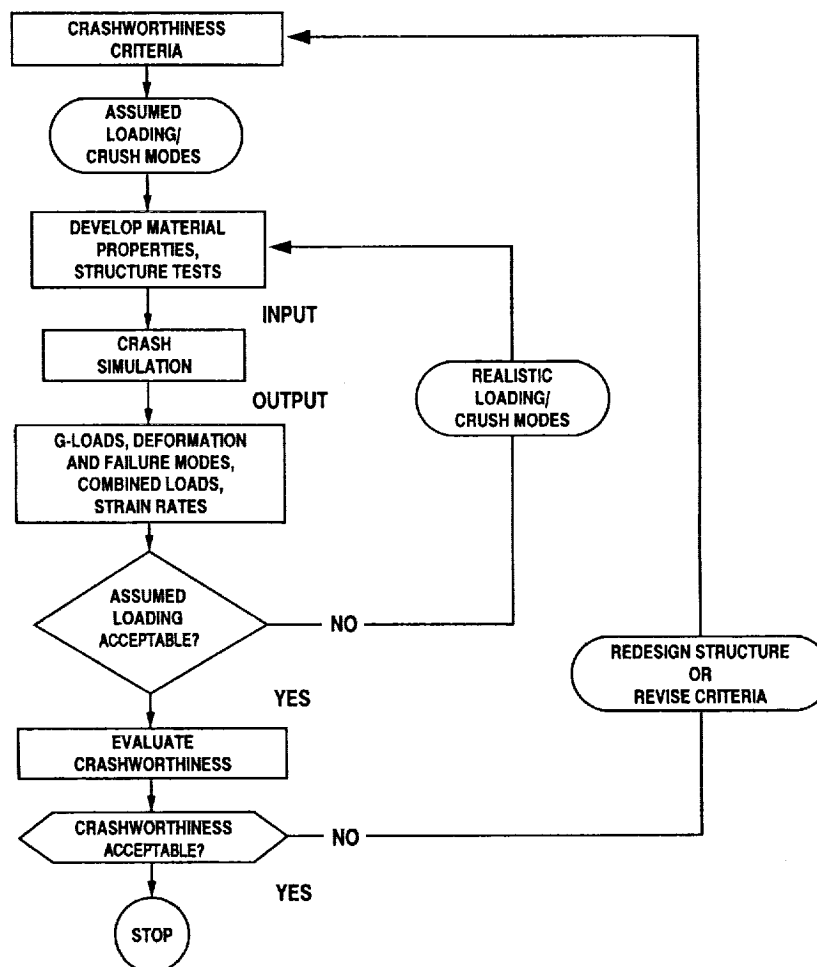 CRASHWORTHINESS
CRITERIA
ASSUMED
LOADING/
CRUSH MODES
DEVELOP MATERIAL
PROPERTIES,
STRUCTURE TESTS
INPUT
CRASH
SIMULATION
REALISTIC
LOADING/
CRUSH MODES
OUTPUT
G-LOADS, DEFORMATION
AND FAILURE MODES,
COMBINED LOADS,
STRAIN RATES
ASSUMED
LOADING
ACCEPTABLE?
NO
REDESIGN STRUCTURE
OR
REVISE CRITERIA
YES
EVALUATE
CRASHWORTHINESS
CRASHWORTHINESS
ACCEPTABLE?
NO
YES
STOP